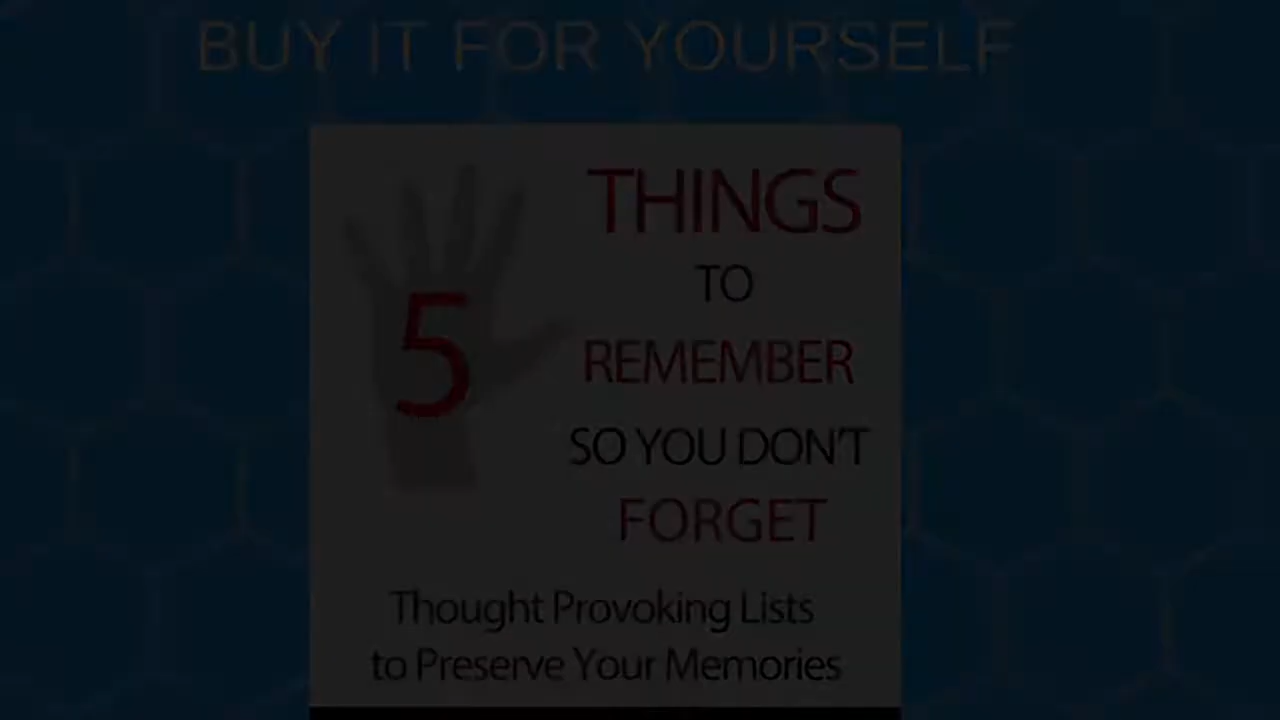 BUY IT FOR YOURSELF
5
THINGS
TO
REMEMBER
SO YOU DON'T
FORGET
Thought Provoking Lists
to Preserve Your Memories